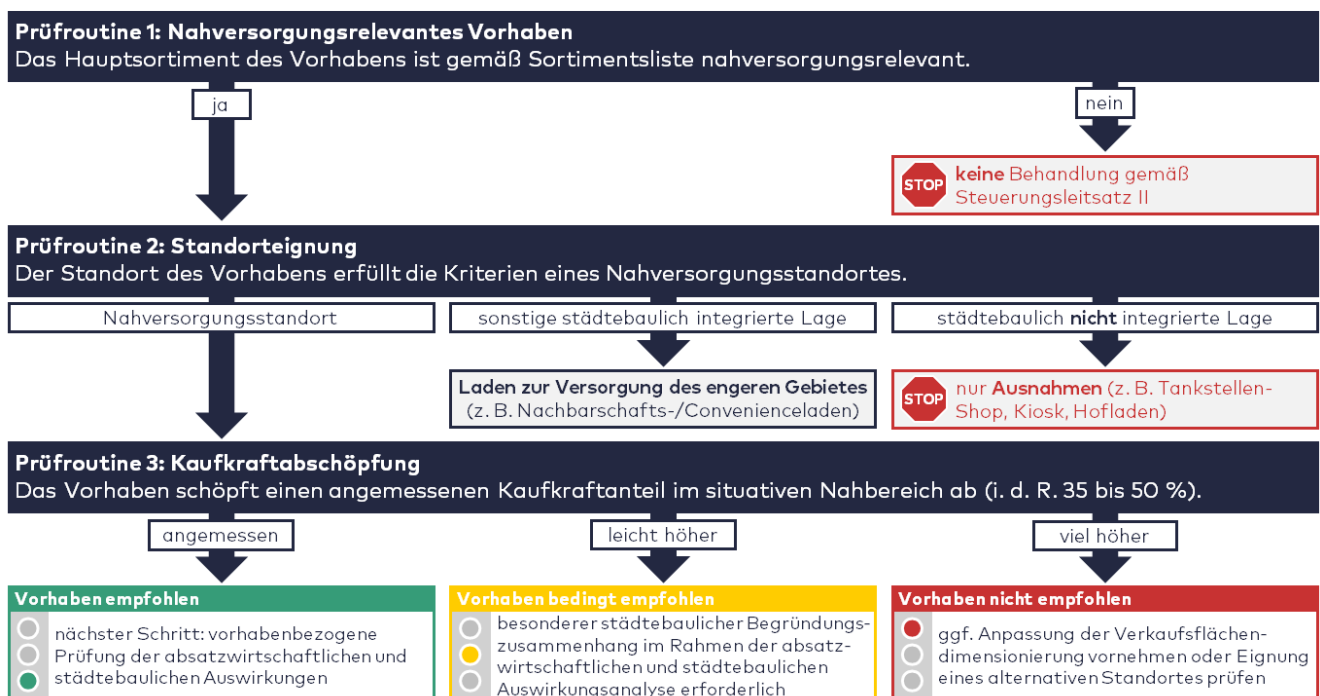 Prüfroutine 1: Nahversorgungsrelevantes Vorhaben
Das Hauptsortiment des Vorhabens ist gemäß Sortimentsliste nahversorgungsrelevant.
ja
nein
STOP
keine Behandlung gemäß
Steuerungsleitsatz II
Prüfroutine 2: Standorteignung
Der Standort des Vorhabens erfüllt die Kriterien eines Nahversorgungsstandortes.
Nahversorgungsstandort
sonstige städtebaulich integrierte Lage
städtebaulich nicht integrierte Lage
Laden zur Versorgung des engeren Gebietes
(z. B. Nachbarschafts-/Convenienceladen)
STOP
nur Ausnahmen (z. B. Tankstellen-
Shop, Kiosk, Hofladen)
Prüfroutine 3: Kaufkraftabschöpfung
Das Vorhaben schöpft einen angemessenen Kaufkraftanteil im situativen Nahbereich ab (i. d. R. 35 bis 50 %).
angemessen
leicht höher
viel höher
Vorhaben empfohlen
nächster Schritt: vorhabenbezogene
Prüfung der absatzwirtschaftlichen und
städtebaulichen Auswirkungen
Vorhaben bedingt empfohlen
besonderer städtebaulicher Begründungs-
zusammenhang im Rahmen der absatz-
wirtschaftlichen und städtebaulichen
Auswirkungsanalyse erforderlich
Vorhaben nicht empfohlen
ggf. Anpassung der Verkaufsflächen-
dimensionierung vornehmen oder Eignung
eines alternativen Standortes prüfen